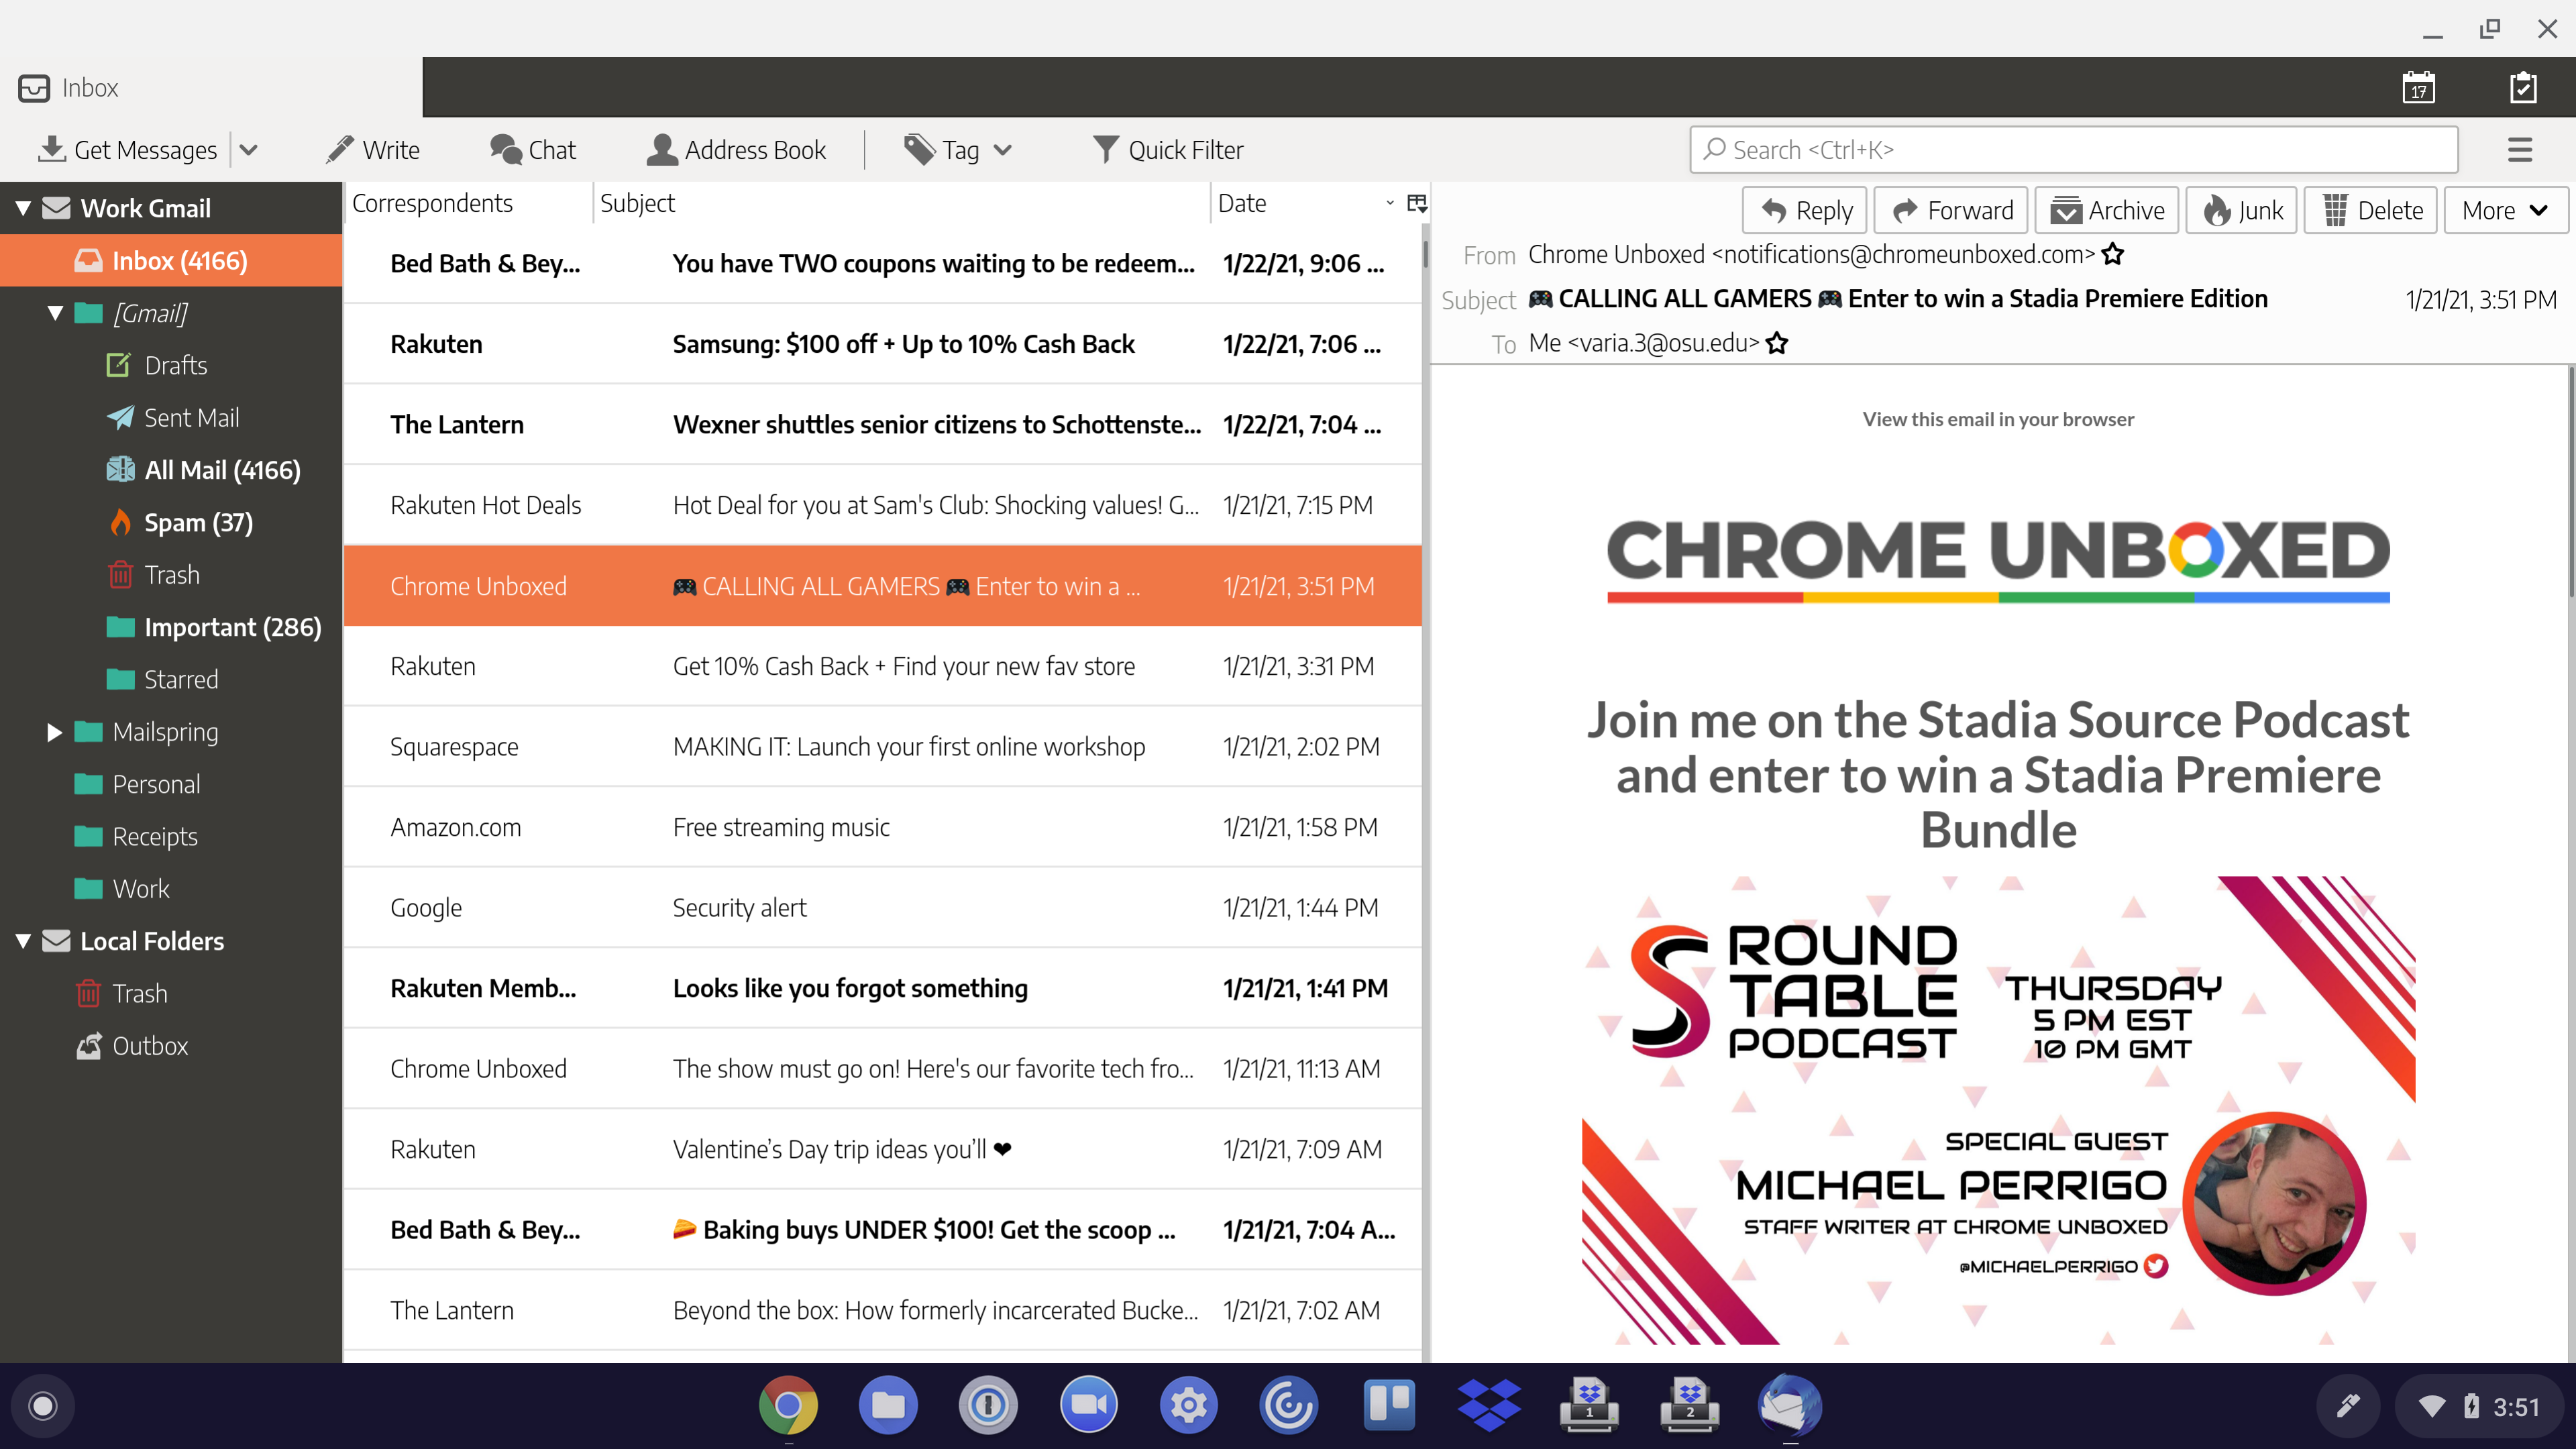 Inbox
17
Get Messages
Write
Chat
Address Book
Tag
Quick Filter
Search <Ctrl+K>
Work Gmail
Inbox (4166)
[Gmail]
Drafts
Sent Mail
All Mail (4166)
Spam (37)
Trash
Important (286)
Starred
Mailspring
Personal
Receipts
Work
Local Folders
Trash
Outbox
Correspondents Subject Date
Bed Bath & Bey... You have TWO coupons waiting to be redeem... 1/22/21, 9:06 ...
Rakuten Samsung: $100 off + Up to 10% Cash Back 1/22/21, 7:06 ...
The Lantern Wexner shuttles senior citizens to Schottenste... 1/22/21, 7:04 ...
Rakuten Hot Deals Hot Deal for you at Sam's Club: Shocking values! G... 1/21/21, 7:15 PM
Chrome Unboxed 🎮 CALLING ALL GAMERS 🎮 Enter to win a ... 1/21/21, 3:51 PM
Rakuten Get 10% Cash Back + Find your new fav store 1/21/21, 3:31 PM
Squarespace MAKING IT: Launch your first online workshop 1/21/21, 2:02 PM
Amazon.com Free streaming music 1/21/21, 1:58 PM
Google Security alert 1/21/21, 1:44 PM
Rakuten Memb... Looks like you forgot something 1/21/21, 1:41 PM
Chrome Unboxed The show must go on! Here's our favorite tech fro... 1/21/21, 11:13 AM
Rakuten Valentine’s Day trip ideas you’ll ❤ 1/21/21, 7:09 AM
Bed Bath & Bey... 🥧 Baking buys UNDER $100! Get the scoop ... 1/21/21, 7:04 A...
The Lantern Beyond the box: How formerly incarcerated Bucke... 1/21/21, 7:02 AM
Reply Forward Archive Junk Delete More
From Chrome Unboxed <notifications@chromeunboxed.com>
Subject 🎮 CALLING ALL GAMERS 🎮 Enter to win a Stadia Premiere Edition 1/21/21, 3:51 PM
To Me <varia.3@osu.edu>
View this email in your browser
CHROME UNBOXED
Join me on the Stadia Source Podcast
and enter to win a Stadia Premiere
Bundle
S ROUND
TABLE
PODCAST
THURSDAY
5 PM EST
10 PM GMT
SPECIAL GUEST
MICHAEL PERRIGO
STAFF WRITER AT CHROME UNBOXED
@MICHAELPERRIGO
1
2
3:51